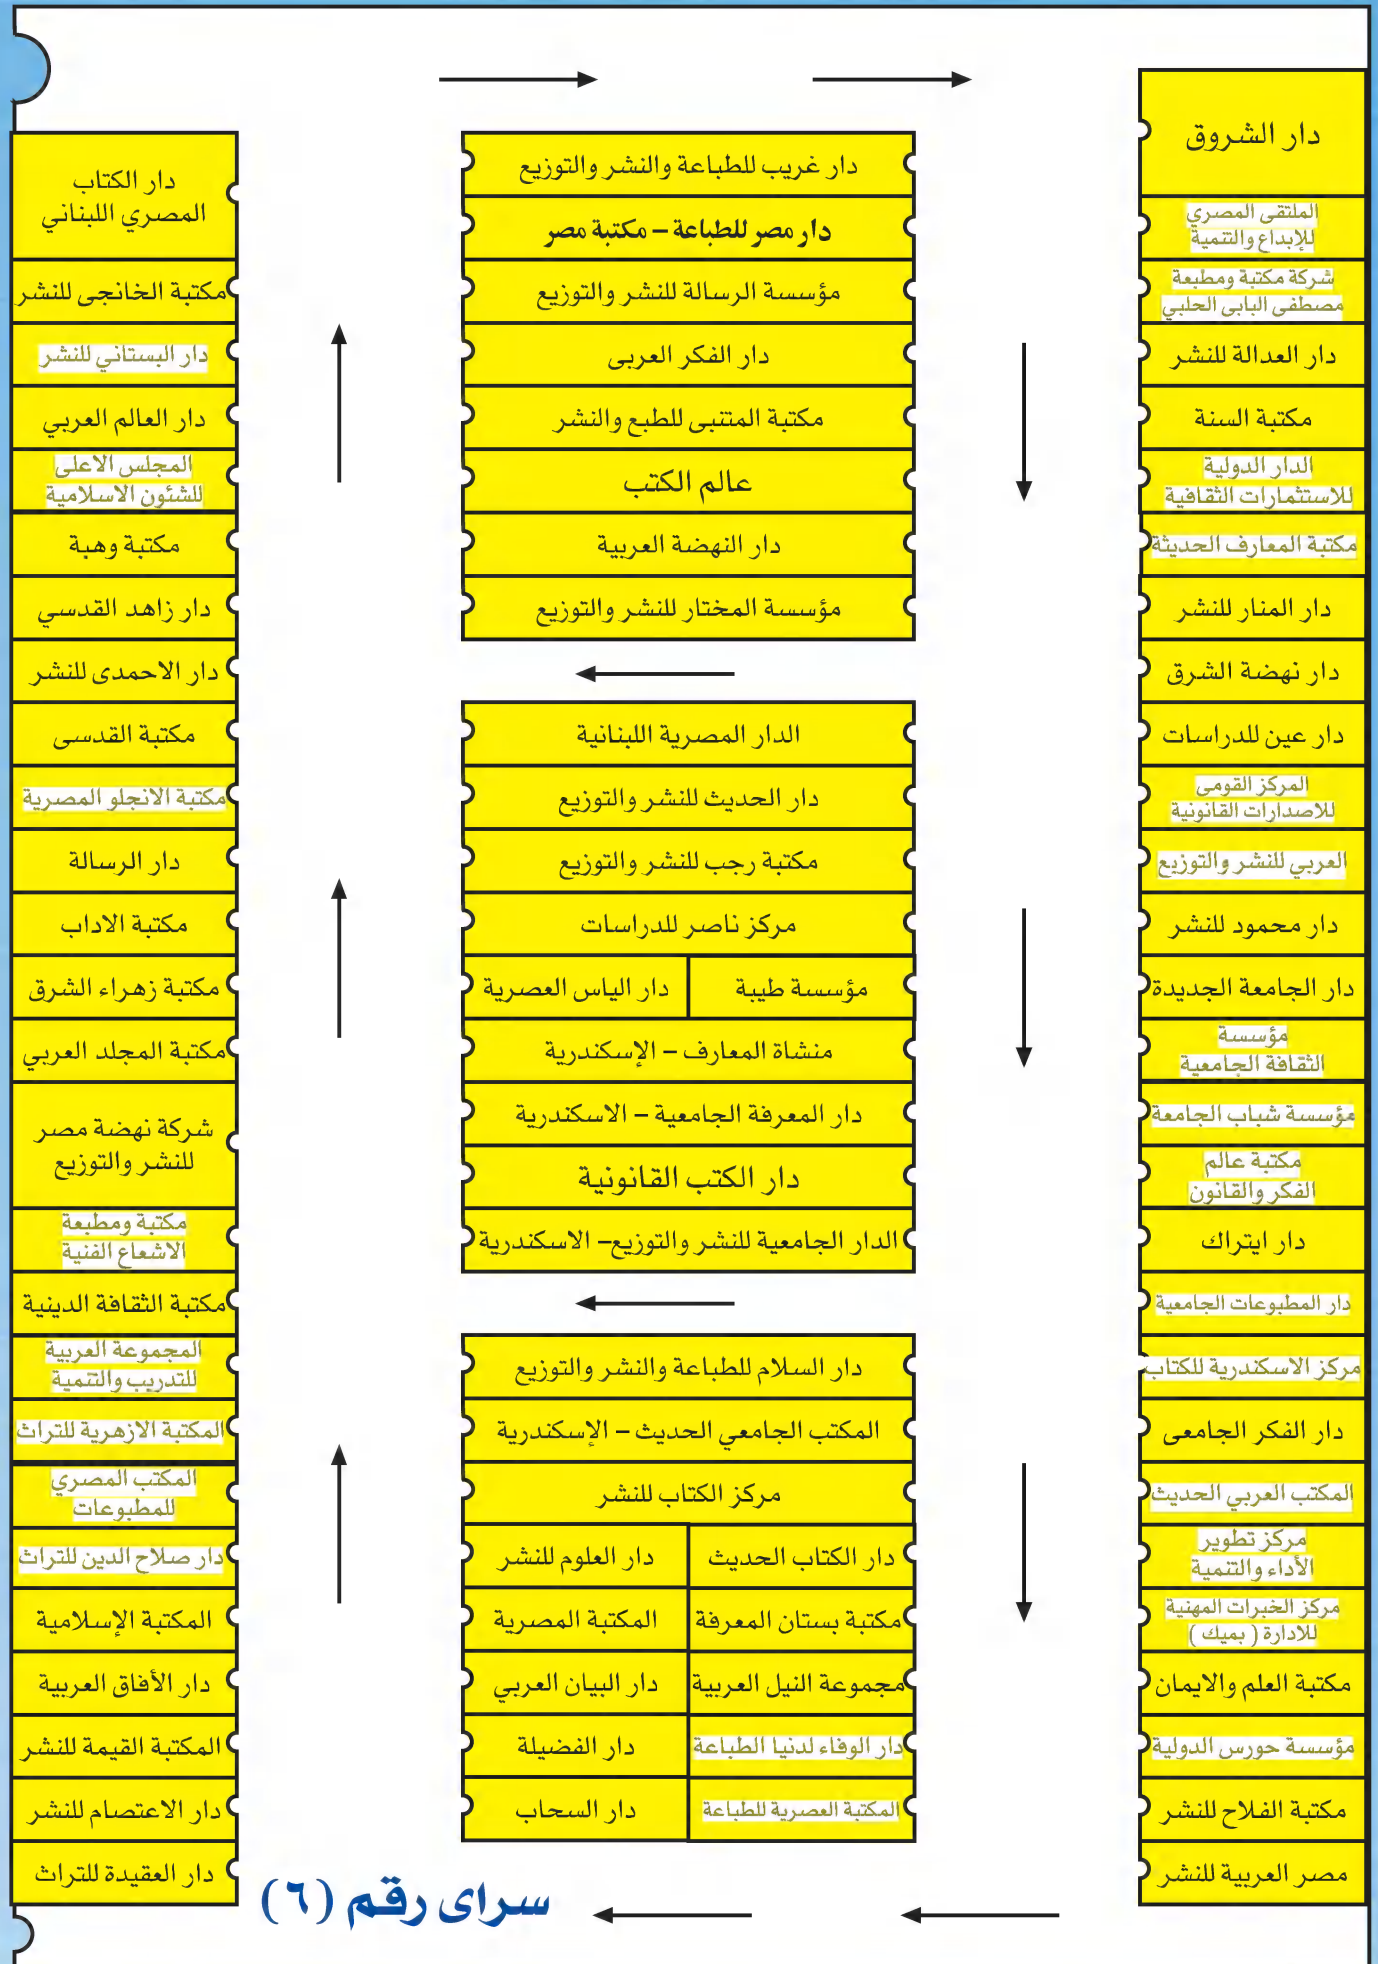 دار الشروق
الملتقى المصري
للإبداع والتنمية
شركة مكتبة ومطبعة
مصطفى البابى الحلبي
دار العدالة للنشر
مكتبة السنة
الدار الدولية
للاستثمارات الثقافية
مكتبة المعارف الحديثة
دار المنار للنشر
دار نهضة الشرق
دار عين للدراسات
المركز القومى
للاصدارات القانونية
العربي للنشر والتوزيع
دار محمود للنشر
دار الجامعة الجديدة
مؤسسة
الثقافة الجامعية
مؤسسة شباب الجامعة
مكتبة عالم
الفكر والقانون
دار ايتراك
دار المطبوعات الجامعية
مركز الاسكندرية للكتاب
دار الفكر الجامعى
المكتب العربي الحديث
مركز تطوير
الأداء والتنمية
مركز الخبرات المهنية
للادارة ( بميك )
مكتبة العلم والايمان
مؤسسة حورس الدولية
مكتبة الفلاح للنشر
مصر العربية للنشر
دار غريب للطباعة والنشر والتوزيع
دار مصر للطباعة – مكتبة مصر
مؤسسة الرسالة للنشر والتوزيع
دار الفكر العربى
مكتبة المتنبى للطبع والنشر
عالم الكتب
دار النهضة العربية
مؤسسة المختار للنشر والتوزيع
الدار المصرية اللبنانية
دار الحديث للنشر والتوزيع
مكتبة رجب للنشر والتوزيع
مركز ناصر للدراسات
مؤسسة طيبة
دار الياس العصرية
منشاة المعارف – الإسكندرية
دار المعرفة الجامعية – الاسكندرية
دار الكتب القانونية
الدار الجامعية للنشر والتوزيع– الاسكندرية
دار السلام للطباعة والنشر والتوزيع
المكتب الجامعي الحديث – الإسكندرية
مركز الكتاب للنشر
دار الكتاب الحديث
دار العلوم للنشر
مكتبة بستان المعرفة
المكتبة المصرية
مجموعة النيل العربية
دار البيان العربي
دار الوفاء لدنيا الطباعة
دار الفضيلة
المكتبة العصرية للطباعة
دار السحاب
دار الكتاب
المصري اللبناني
مكتبة الخانجى للنشر
دار البستاني للنشر
دار العالم العربي
المجلس الاعلى
للشئون الاسلامية
مكتبة وهبة
دار زاهد القدسي
دار الاحمدى للنشر
مكتبة القدسى
مكتبة الانجلو المصرية
دار الرسالة
مكتبة الاداب
مكتبة زهراء الشرق
مكتبة المجلد العربي
شركة نهضة مصر
للنشر والتوزيع
مكتبة ومطبعة
الاشعاع الفنية
مكتبة الثقافة الدينية
المجموعة العربية
للتدريب والتنمية
المكتبة الازهرية للتراث
المكتب المصري
للمطبوعات
دار صلاح الدين للتراث
المكتبة الإسلامية
دار الأفاق العربية
المكتبة القيمة للنشر
دار الاعتصام للنشر
دار العقيدة للتراث
سراى رقم (٦)